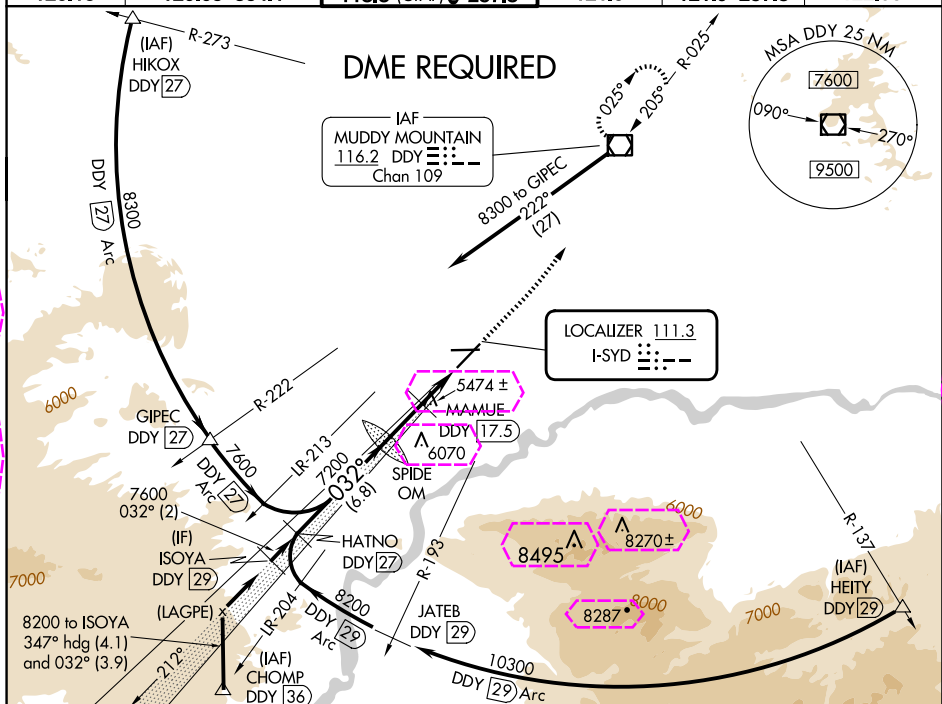 R-273
(IAF)
HIKOX
DDY 27
DME REQUIRED
R-025
025°
205°
MSA DDY 25 NM
7600
090°
270°
9500
IAF
MUDDY MOUNTAIN
116.2 DDY
Chan 109
8300 to GIPEC
222°
(27)
8300
DDY 27 Arc
LOCALIZER 111.3
I-SYD
5474 ±
MAMUE
DDY 17.5
6070
SPIDE
OM
6000
R-222
GIPEC
DDY 27
7600
DDY 27
Arc
LR-213
7200
032°
(6.8)
7600
032° (2)
(IF)
ISOYA
DDY 29
HATNO
DDY 27
R-193
6000
8495
8270±
8287
8000
7000
R-137
(IAF)
HEITY
DDY 29
7000
(LAGPE)
8200 to ISOYA
347° hdg (4.1)
and 032° (3.9)
212°
LR-204
(IAF)
CHOMP
DDY 36
8200
DDY 29
Arc
JATEB
DDY 29
10300
DDY 29 Arc